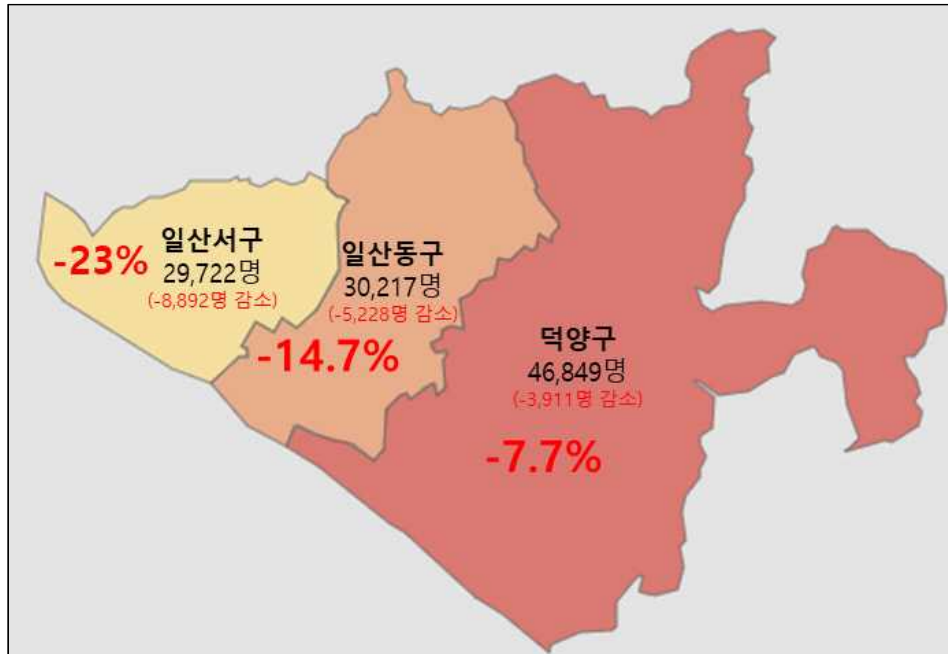 -23%
일산서구
29,722명
(-8,892명 감소)
일산동구
30,217명
(-5,228명 감소)
-14.7%
덕양구
46,849명
(-3,911명 감소)
-7.7%